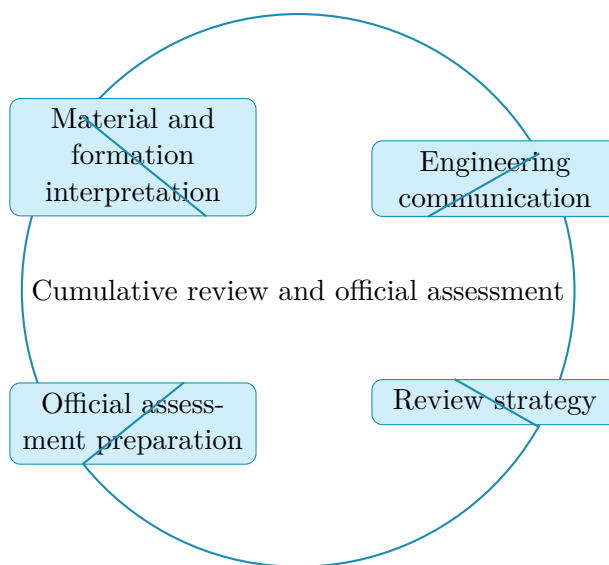 Material and
formation
interpretation
Engineering
communication
Cumulative review and official assessment
Official assess-
ment preparation
Review strategy